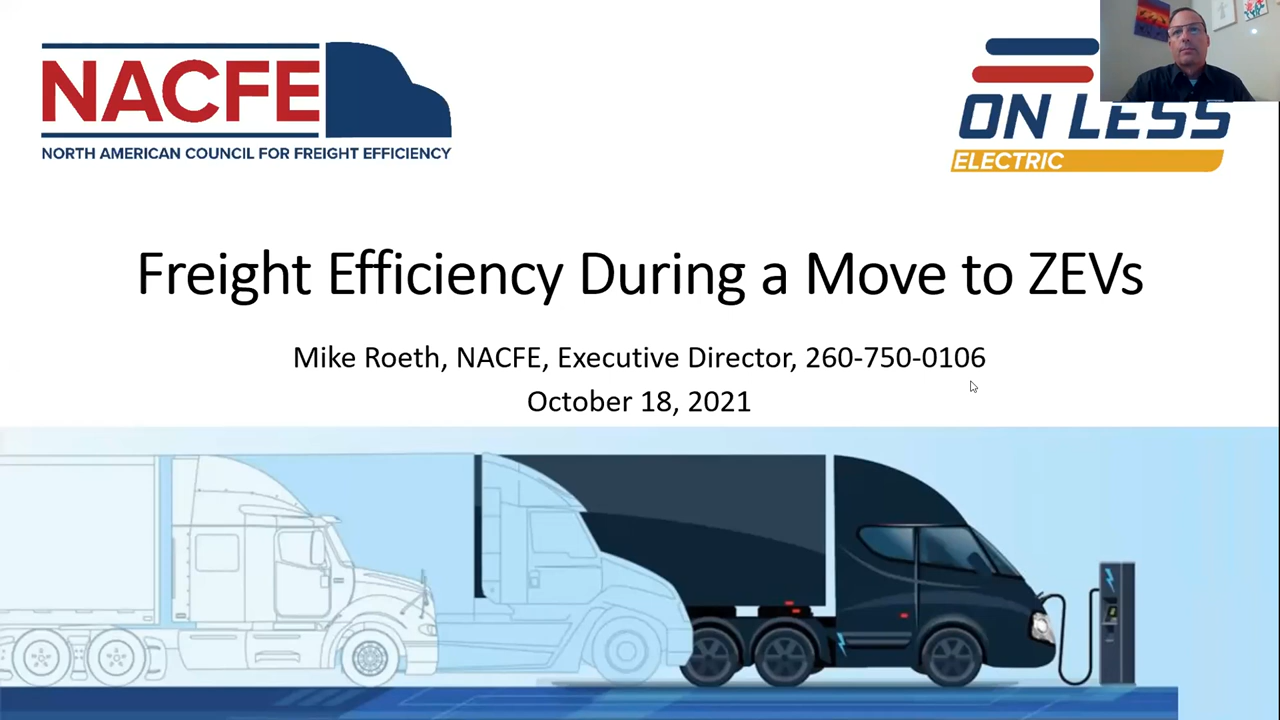 NACFE
NORTH AMERICAN COUNCIL FOR FREIGHT EFFICIENCY
ON LESS
ELECTRIC
Freight Efficiency During a Move to ZEVs
Mike Roeth, NACFE, Executive Director, 260-750-0106
October 18, 2021